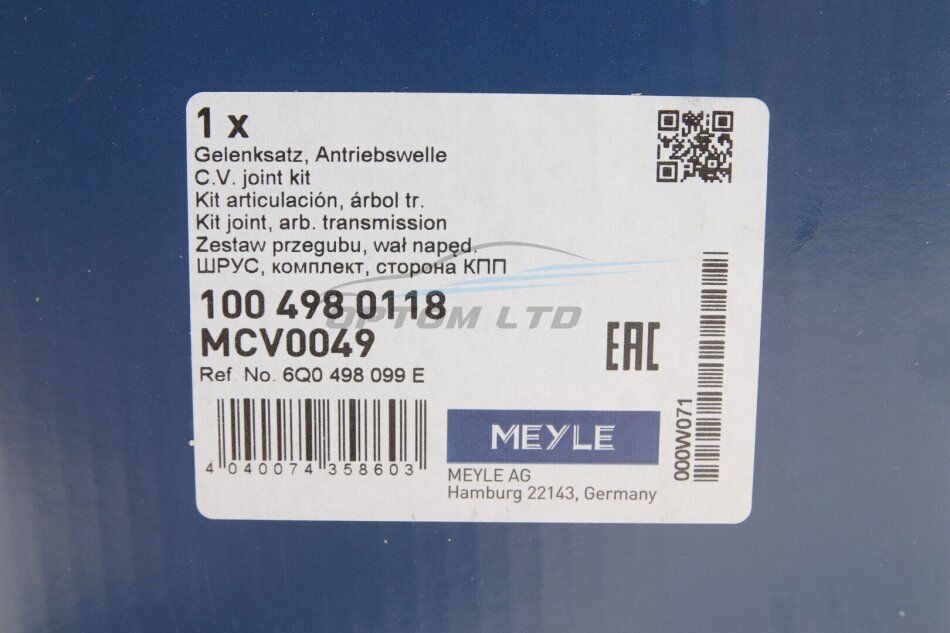 1 x
Gelenksatz, Antriebswelle
C.V. joint kit
Kit articulación, árbol tr.
Kit joint, arb. transmission
Zestaw przegubu, wał napęd.
ШРУС, комплект, сторона КПП
100 498 0118
OPTOM LTD
MCV0049
EAC
Ref. No. 6Q0 498 099 E
000W071
4 040074 358603
MEYLE
MEYLE AG
Hamburg 22143, Germany